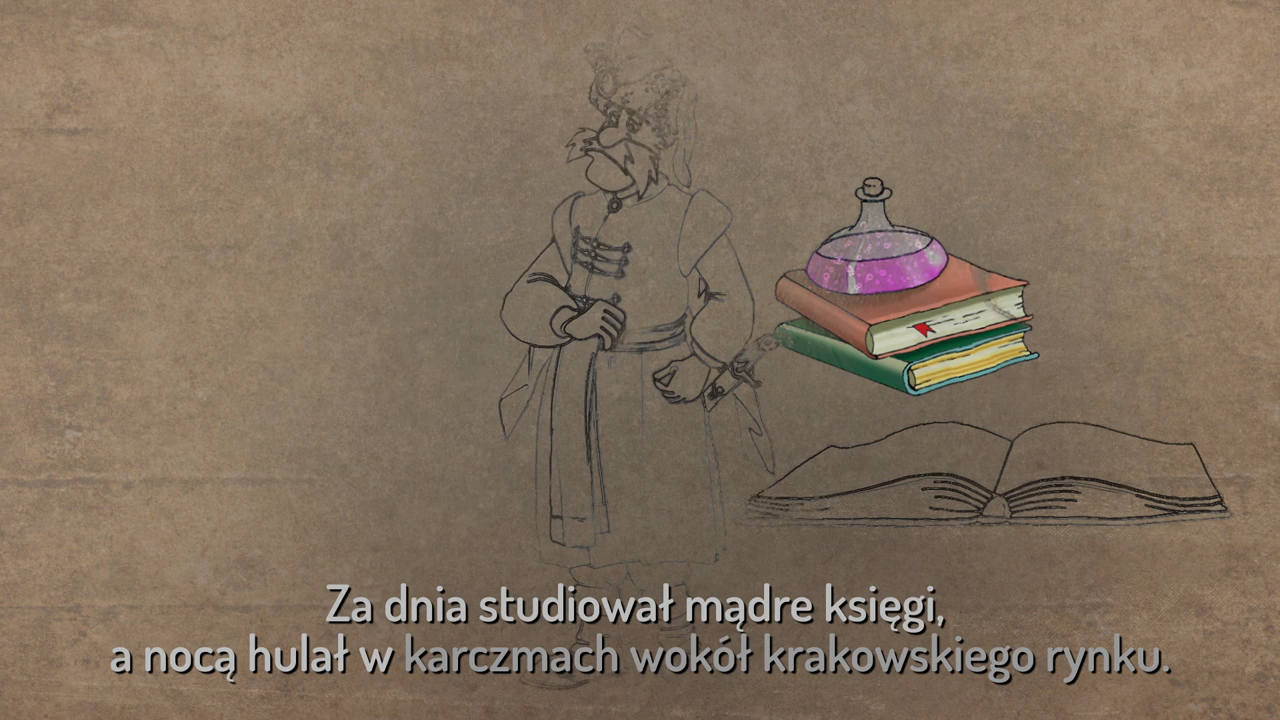 Za dnia studiował mądre księgi,
a nocą hulał w karczmach wokół krakowskiego rynku.